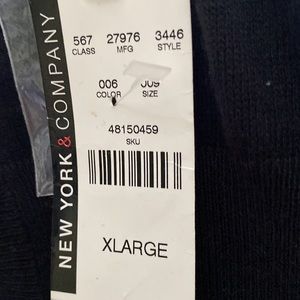 NEW YORK & COMPANY
567 27976 3446
CLASS MFG STYLE
006 009
COLOR SIZE
48150459
SKU
XLARGE